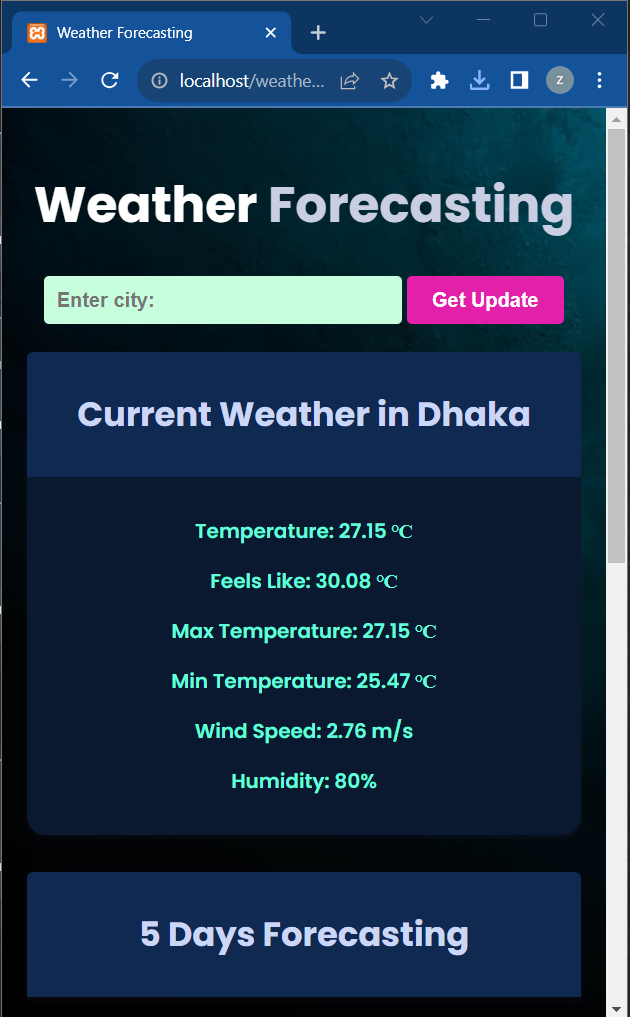 Weather Forecasting
localhost/weathe...
z
Weather Forecasting
Enter city:
Get Update
Current Weather in Dhaka
Temperature: 27.15 °C
Feels Like: 30.08 °C
Max Temperature: 27.15 °C
Min Temperature: 25.47 °C
Wind Speed: 2.76 m/s
Humidity: 80%
5 Days Forecasting